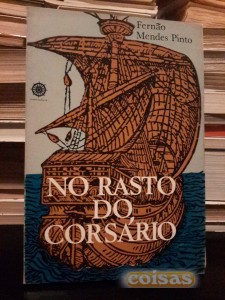 Fernão
Mendes Pinto
NO RASTO
DO
CORSÁRIO
coisas